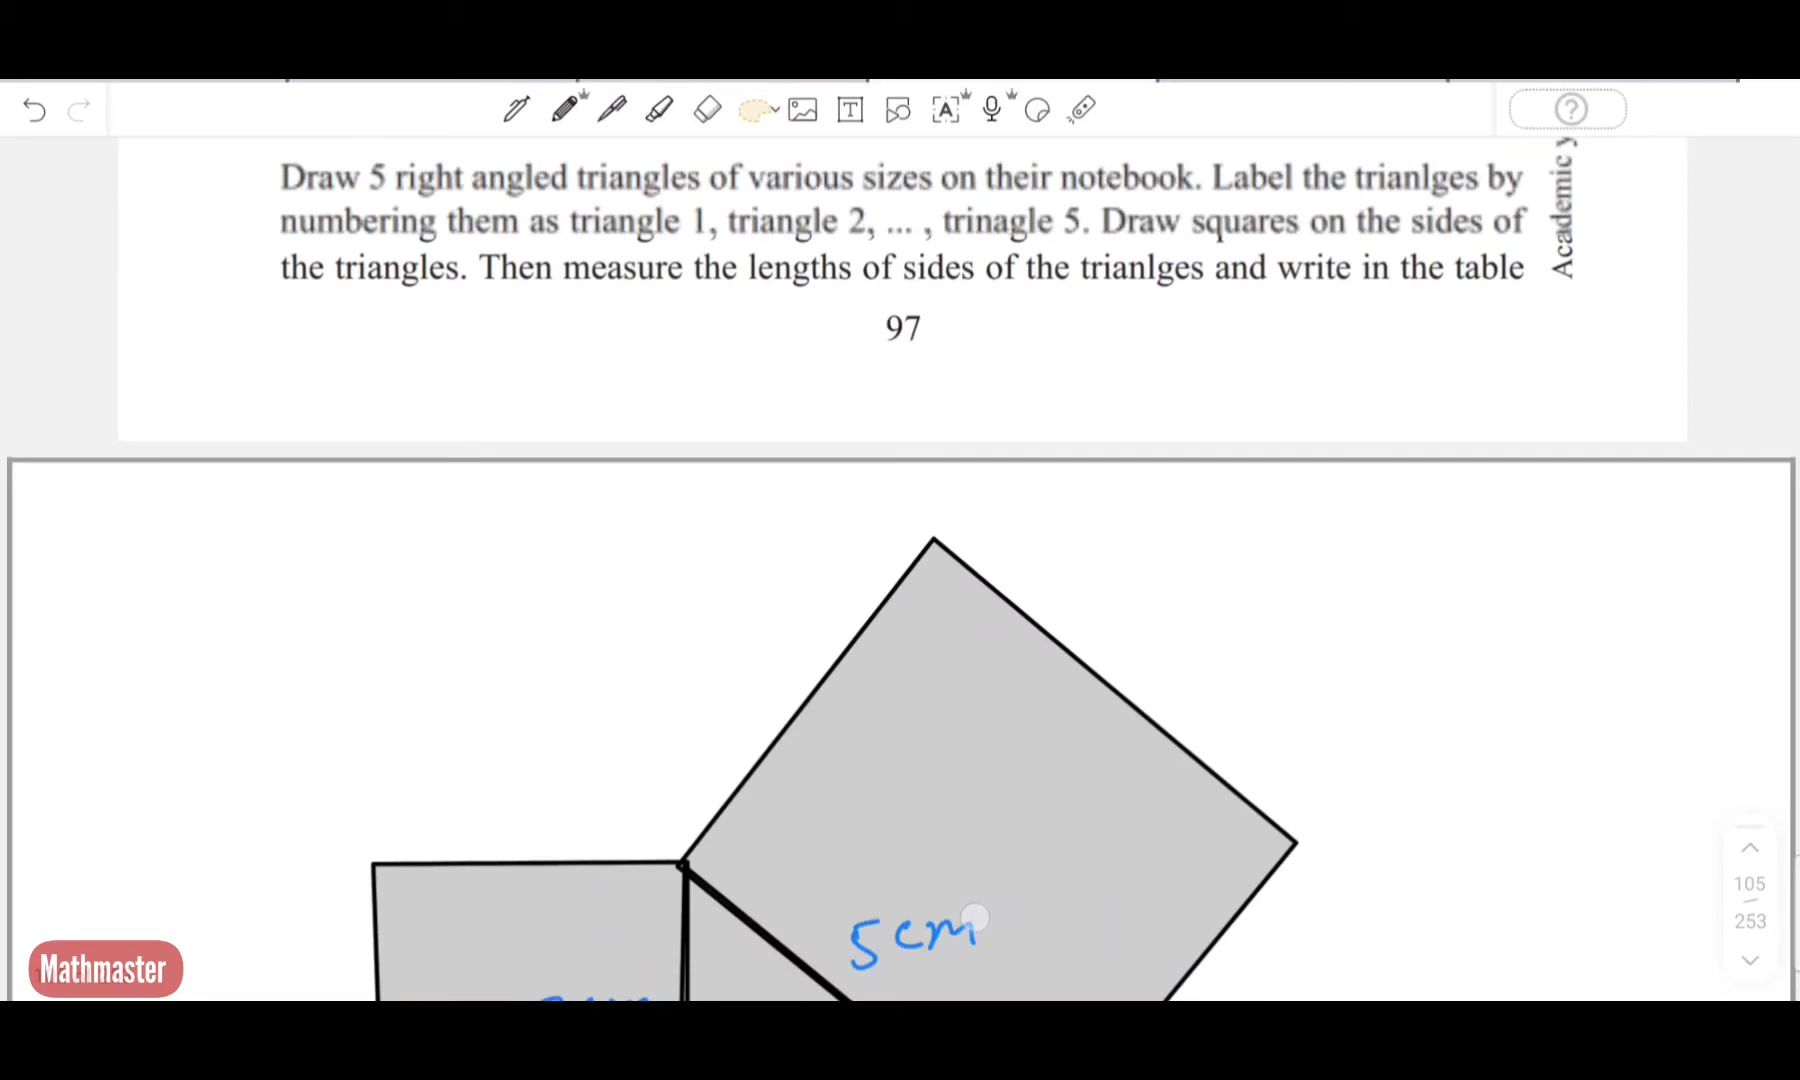 Draw 5 right angled triangles of various sizes on their notebook. Label the trianlges by
numbering them as triangle 1, triangle 2, ... , trinagle 5. Draw squares on the sides of
the triangles. Then measure the lengths of sides of the trianlges and write in the table
Academic y
97
5 cm
105
253
Mathmaster